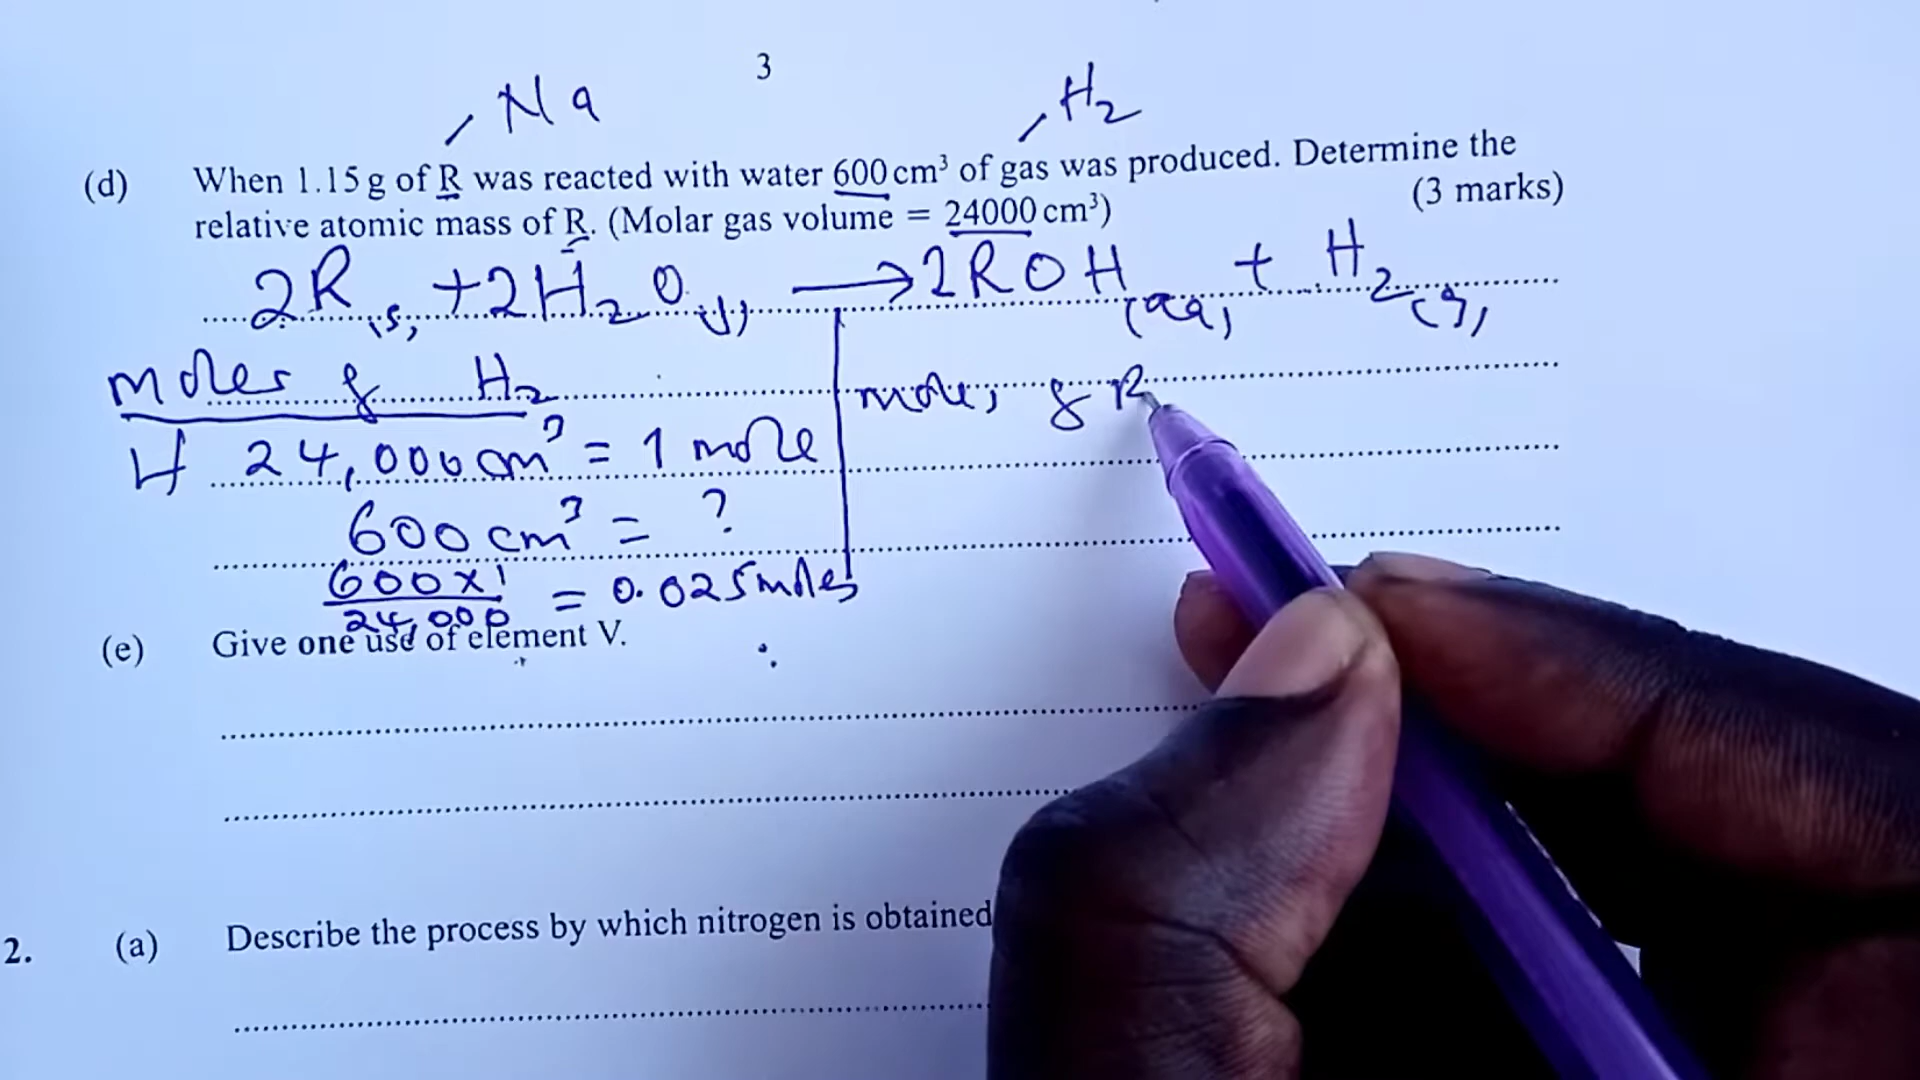 3
Na
H₂
(d) When 1.15 g of R was reacted with water 600 cm³ of gas was produced. Determine the
relative atomic mass of R. (Molar gas volume = 24000 cm³) (3 marks)
2R(s) + 2H₂O(l) → 2ROH(aq) + H₂(g)
moles of H₂
moles of R
If 24,000 cm³ = 1 mole
600 cm³ = ?
600 x 1 / 24,000 = 0.025 moles
(e) Give one use of element V.
2. (a) Describe the process by which nitrogen is obtained